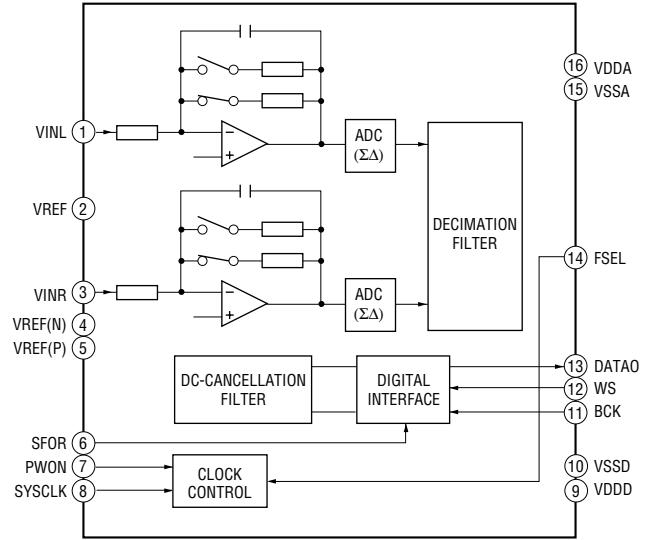 16 VDDA
15 VSSA
VINL 1
−
+
ADC
(ΣΔ)
VREF 2
DECIMATION
FILTER
14 FSEL
VINR 3
−
+
ADC
(ΣΔ)
VREF(N) 4
VREF(P) 5
DC-CANCELLATION
FILTER
DIGITAL
INTERFACE
13 DATAO
12 WS
11 BCK
SFOR 6
PWON 7
SYSCLK 8
CLOCK
CONTROL
10 VSSD
9 VDDD